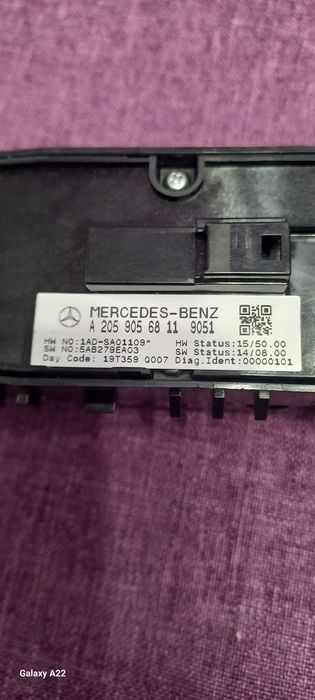 MERCEDES-BENZ
A 205 905 68 11 9051
HW NO:1AD-SA01109* HW Status:15/50.00
SW NO:5AB279EA03 SW Status:14/08.00
Day Code: 19T359 Q007 Diag.Ident:00000101
Galaxy A22